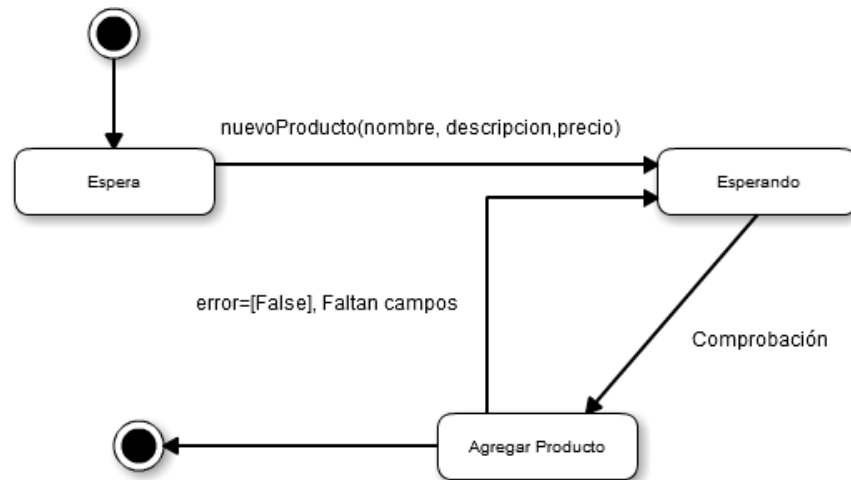 nuevoProducto(nombre, descripcion,precio)
Espera
Esperando
error=[False], Faltan campos
Comprobación
Agregar Producto